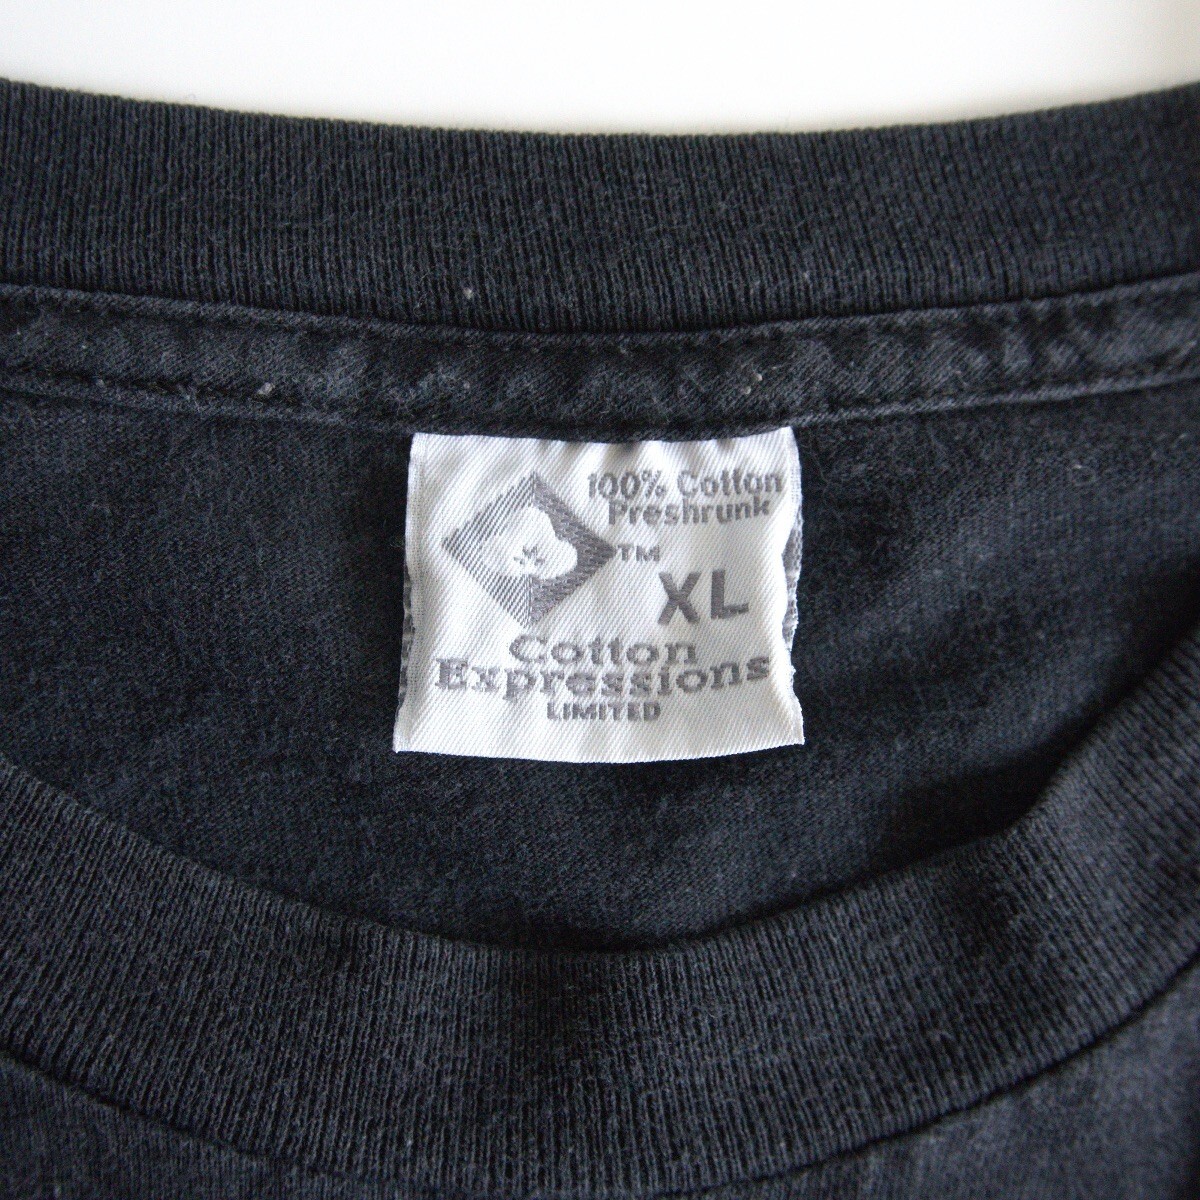 100% Cotton
Preshrunk
TM
XL
Cotton
Expressions
LIMITED